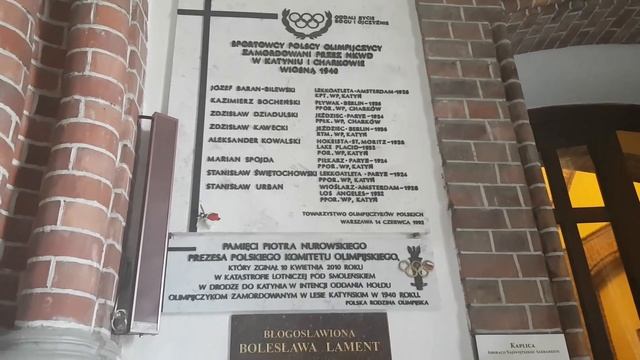 ODDALI ŻYCIE
BOGU I OJCZYŹNIE
SPORTOWCY POLSCY OLIMPIJCZYCY
ZAMORDOWANI PRZEZ NKWD
W KATYNIU I CHARKOWIE
WIOSNĄ 1940
JÓZEF BARAN-BILEWSKI LEKKOATLETA-AMSTERDAM-1928
KPT. WP, KATYŃ
KAZIMIERZ BOCHEŃSKI PŁYWAK-BERLIN-1936
PPOR. WP, CHARKÓW
ZDZISŁAW DZIADULSKI JEŹDZIEC-PARYŻ-1924
PPŁK. WP, CHARKÓW
ZDZISŁAW KAWECKI JEŹDZIEC-BERLIN-1936
RTM. WP, KATYŃ
ALEKSANDER KOWALSKI HOKEISTA-ST. MORITZ-1928
LAKE PLACID-1932
POR. WP, KATYŃ
MARIAN SPOJDA PIŁKARZ-PARYŻ-1924
PPOR. WP, KATYŃ
STANISŁAW ŚWIĘTOCHOWSKI LEKKOATLETA-PARYŻ-1924
PPOR. WP, KATYŃ
STANISŁAW URBAN WIOŚLARZ-AMSTERDAM-1928
LOS ANGELES-1932
PPOR. WP, KATYŃ
TOWARZYSTWO OLIMPIJCZYKÓW POLSKICH
WARSZAWA 14 CZERWCA 1992
PAMIĘCI PIOTRA NUROWSKIEGO
PREZESA POLSKIEGO KOMITETU OLIMPIJSKIEGO,
KTÓRY ZGINĄŁ 10 KWIETNIA 2010 ROKU
W KATASTROFIE LOTNICZEJ POD SMOLEŃSKIEM
W DRODZE DO KATYNIA W INTENCJI ODDANIA HOŁDU
OLIMPIJCZYKOM ZAMORDOWANYM W LESIE KATYŃSKIM W 1940 ROKU.
POLSKA RODZINA OLIMPIJSKA
BŁOGOSŁAWIONA
BOLESŁAWA LAMENT
KAPLICA
ADORACJI NAJŚWIĘTSZEGO SAKRAMENTU